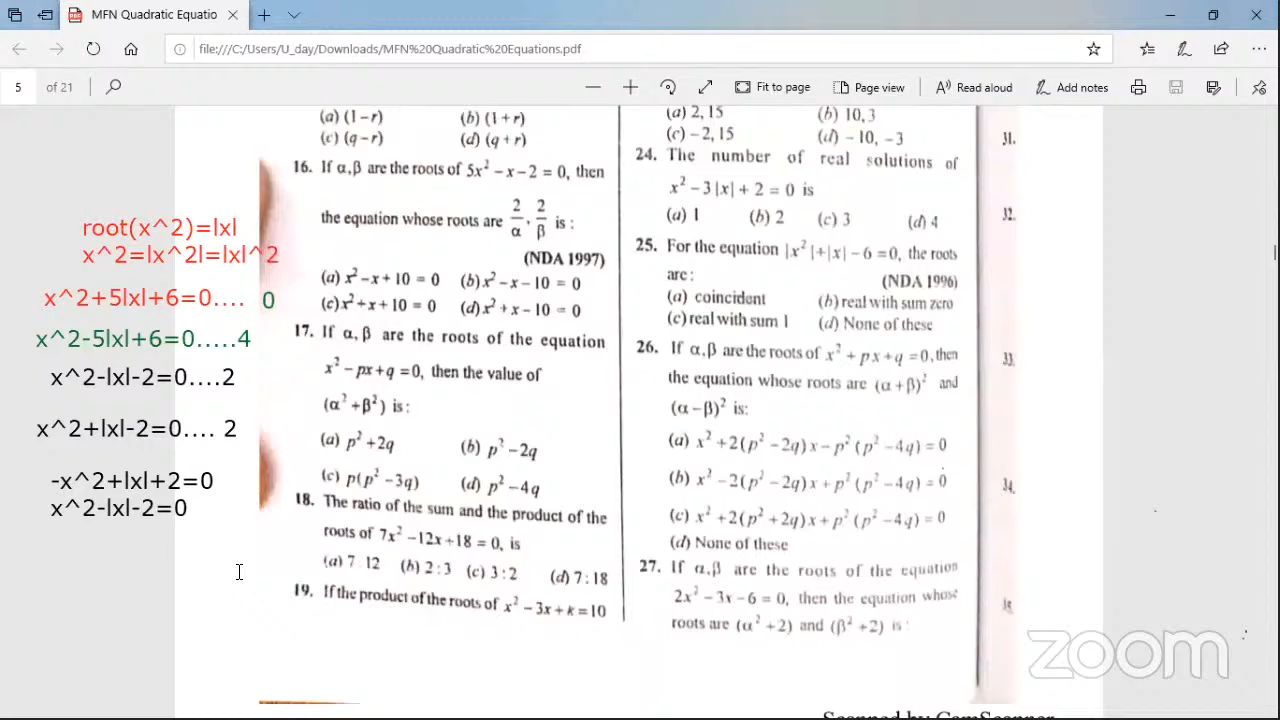 MFN Quadratic Equatio
file:///C:/Users/U_day/Downloads/MFN%20Quadratic%20Equations.pdf
5 of 21
Fit to page
Page view
Read aloud
Add notes
root(x^2)=lxl
x^2=lx^2l=lxl^2
x^2+5lxl+6=0.... 0
x^2-5lxl+6=0.....4
x^2-lxl-2=0....2
x^2+lxl-2=0.... 2
-x^2+lxl+2=0
x^2-lxl-2=0
(a) (1−r) (b) (1+r)
(c) (q−r) (d) (q+r)
16. If α,β are the roots of 5x² −x−2 = 0, then
the equation whose roots are 2/α, 2/β is :
(NDA 1997)
(a) x²−x+10 = 0 (b) x²−x−10 = 0
(c) x²+x+10 = 0 (d) x²+x−10 = 0
17. If α,β are the roots of the equation
x² −px+q =0, then the value of
(α²+β²) is:
(a) p²+2q (b) p²−2q
(c) p(p²−3q) (d) p²−4q
18. The ratio of the sum and the product of the
roots of 7x²−12x+18 = 0, is
(a) 7 12 (b) 2 : 3 (c) 3 : 2 (d) 7 : 18
19. If the product of the roots of x² −3x+k =10
(a) 2, 15 (b) 10, 3
(c) −2, 15 (d) −10, −3
24. The number of real solutions of
x² −3|x| + 2 = 0 is
(a) 1 (b) 2 (c) 3 (d) 4
25. For the equation |x²|+|x|−6 =0, the roots
are : (NDA 1996)
(a) coincident (b) real with sum zero
(c) real with sum 1 (d) None of these
26. If α,β are the roots of x² + px+q =0, then
the equation whose roots are (α+β)² and
(α−β)² is:
(a) x² +2(p² −2q)x−p²(p²−4q)=0
(b) x² −2(p² −2q)x+p²(p²−4q)=0
(c) x² +2(p² +2q)x+p²(p²−4q)=0
(d) None of these
27. If α,β are the roots of the equation
2x² −3x−6 = 0, then the equation whose
roots are (α² +2) and (β² +2) is :
31.
32.
33.
34.
zoom
Scanned by CamScanner